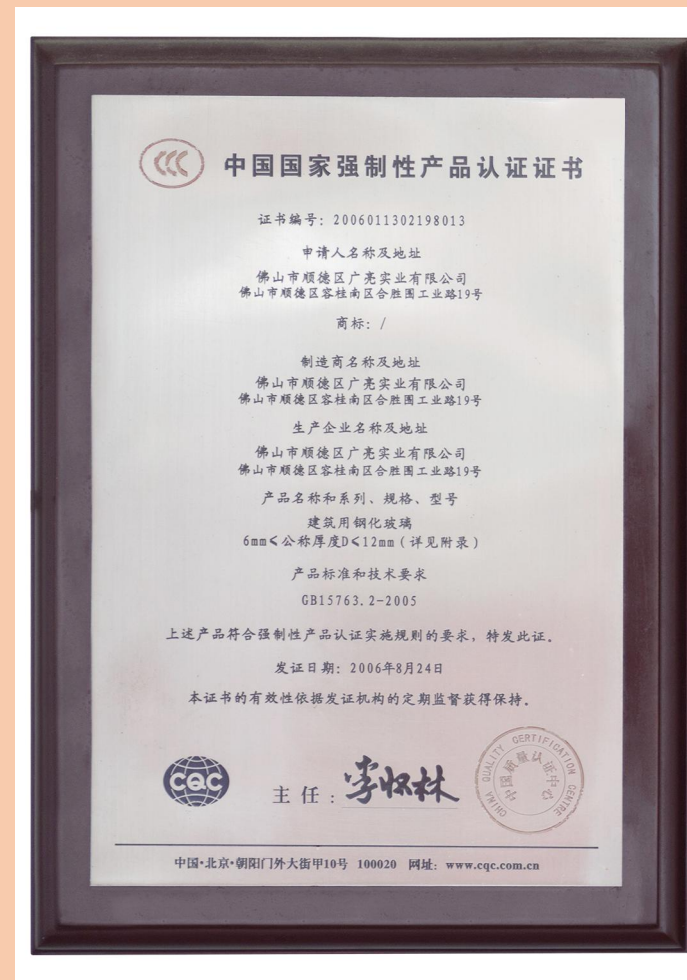 CCC
中国国家强制性产品认证证书
证书编号: 2006011302198013
申请人名称及地址
佛山市顺德区广亮实业有限公司
佛山市顺德区容桂南区合胜围工业路19号
商标: /
制造商名称及地址
佛山市顺德区广亮实业有限公司
佛山市顺德区容桂南区合胜围工业路19号
生产企业名称及地址
佛山市顺德区广亮实业有限公司
佛山市顺德区容桂南区合胜围工业路19号
产品名称和系列、规格、型号
建筑用钢化玻璃
6mm≤公称厚度D≤12mm(详见附录)
产品标准和技术要求
GB15763.2-2005
上述产品符合强制性产品认证实施规则的要求, 特发此证。
发证日期: 2006年8月24日
本证书的有效性依据发证机构的定期监督获得保持。
CQC
主任:
CHINA QUALITY CERTIFICATION CENTRE
中国质量认证中心
中国·北京·朝阳门外大街甲10号 100020 网址: www.cqc.com.cn